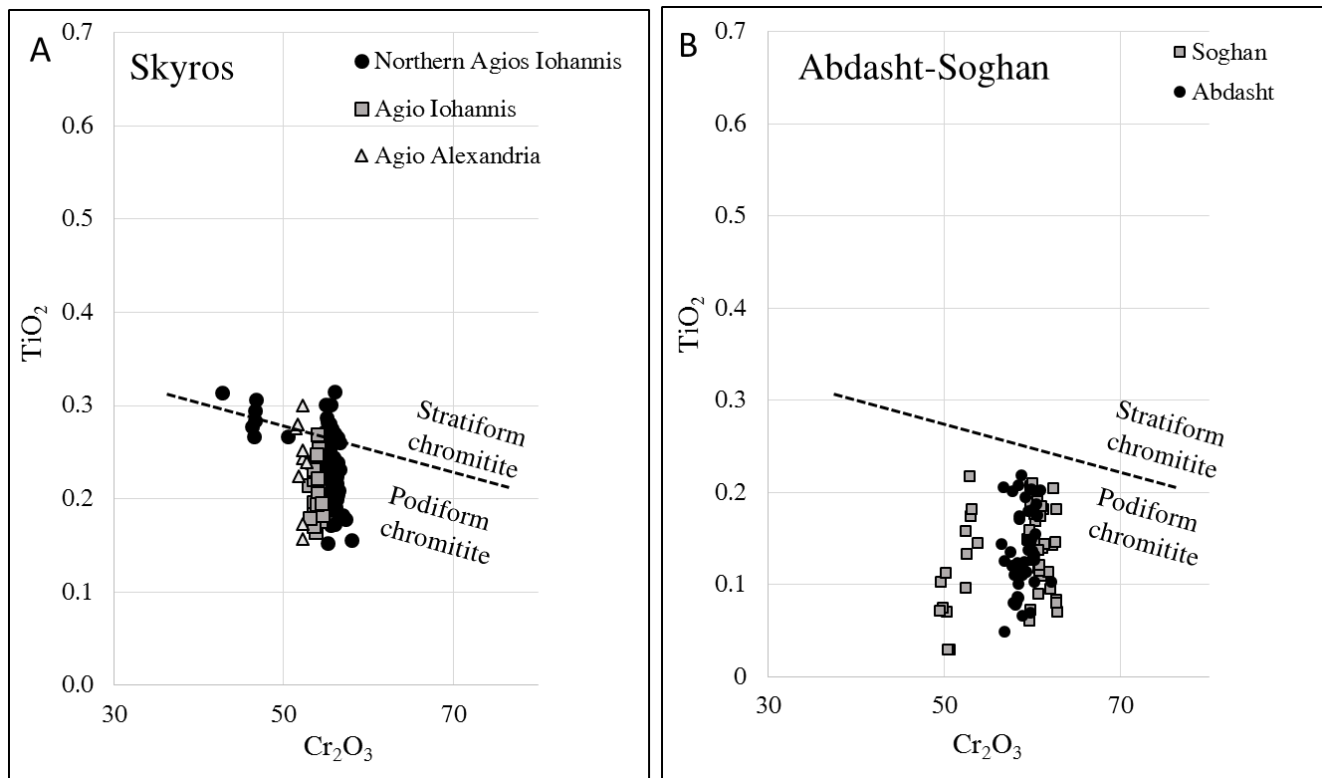 A
Skyros
Northern Agios Iohannis
Agio Iohannis
Agio Alexandria
0.7
0.6
0.5
0.4
0.3
0.2
0.1
0.0
TiO₂
Stratiform
chromitite
Podiform
chromitite
30
50
70
Cr₂O₃
B
Abdasht-Soghan
Soghan
Abdasht
0.7
0.6
0.5
0.4
0.3
0.2
0.1
0
TiO₂
Stratiform
chromitite
Podiform
chromitite
30
50
70
Cr₂O₃